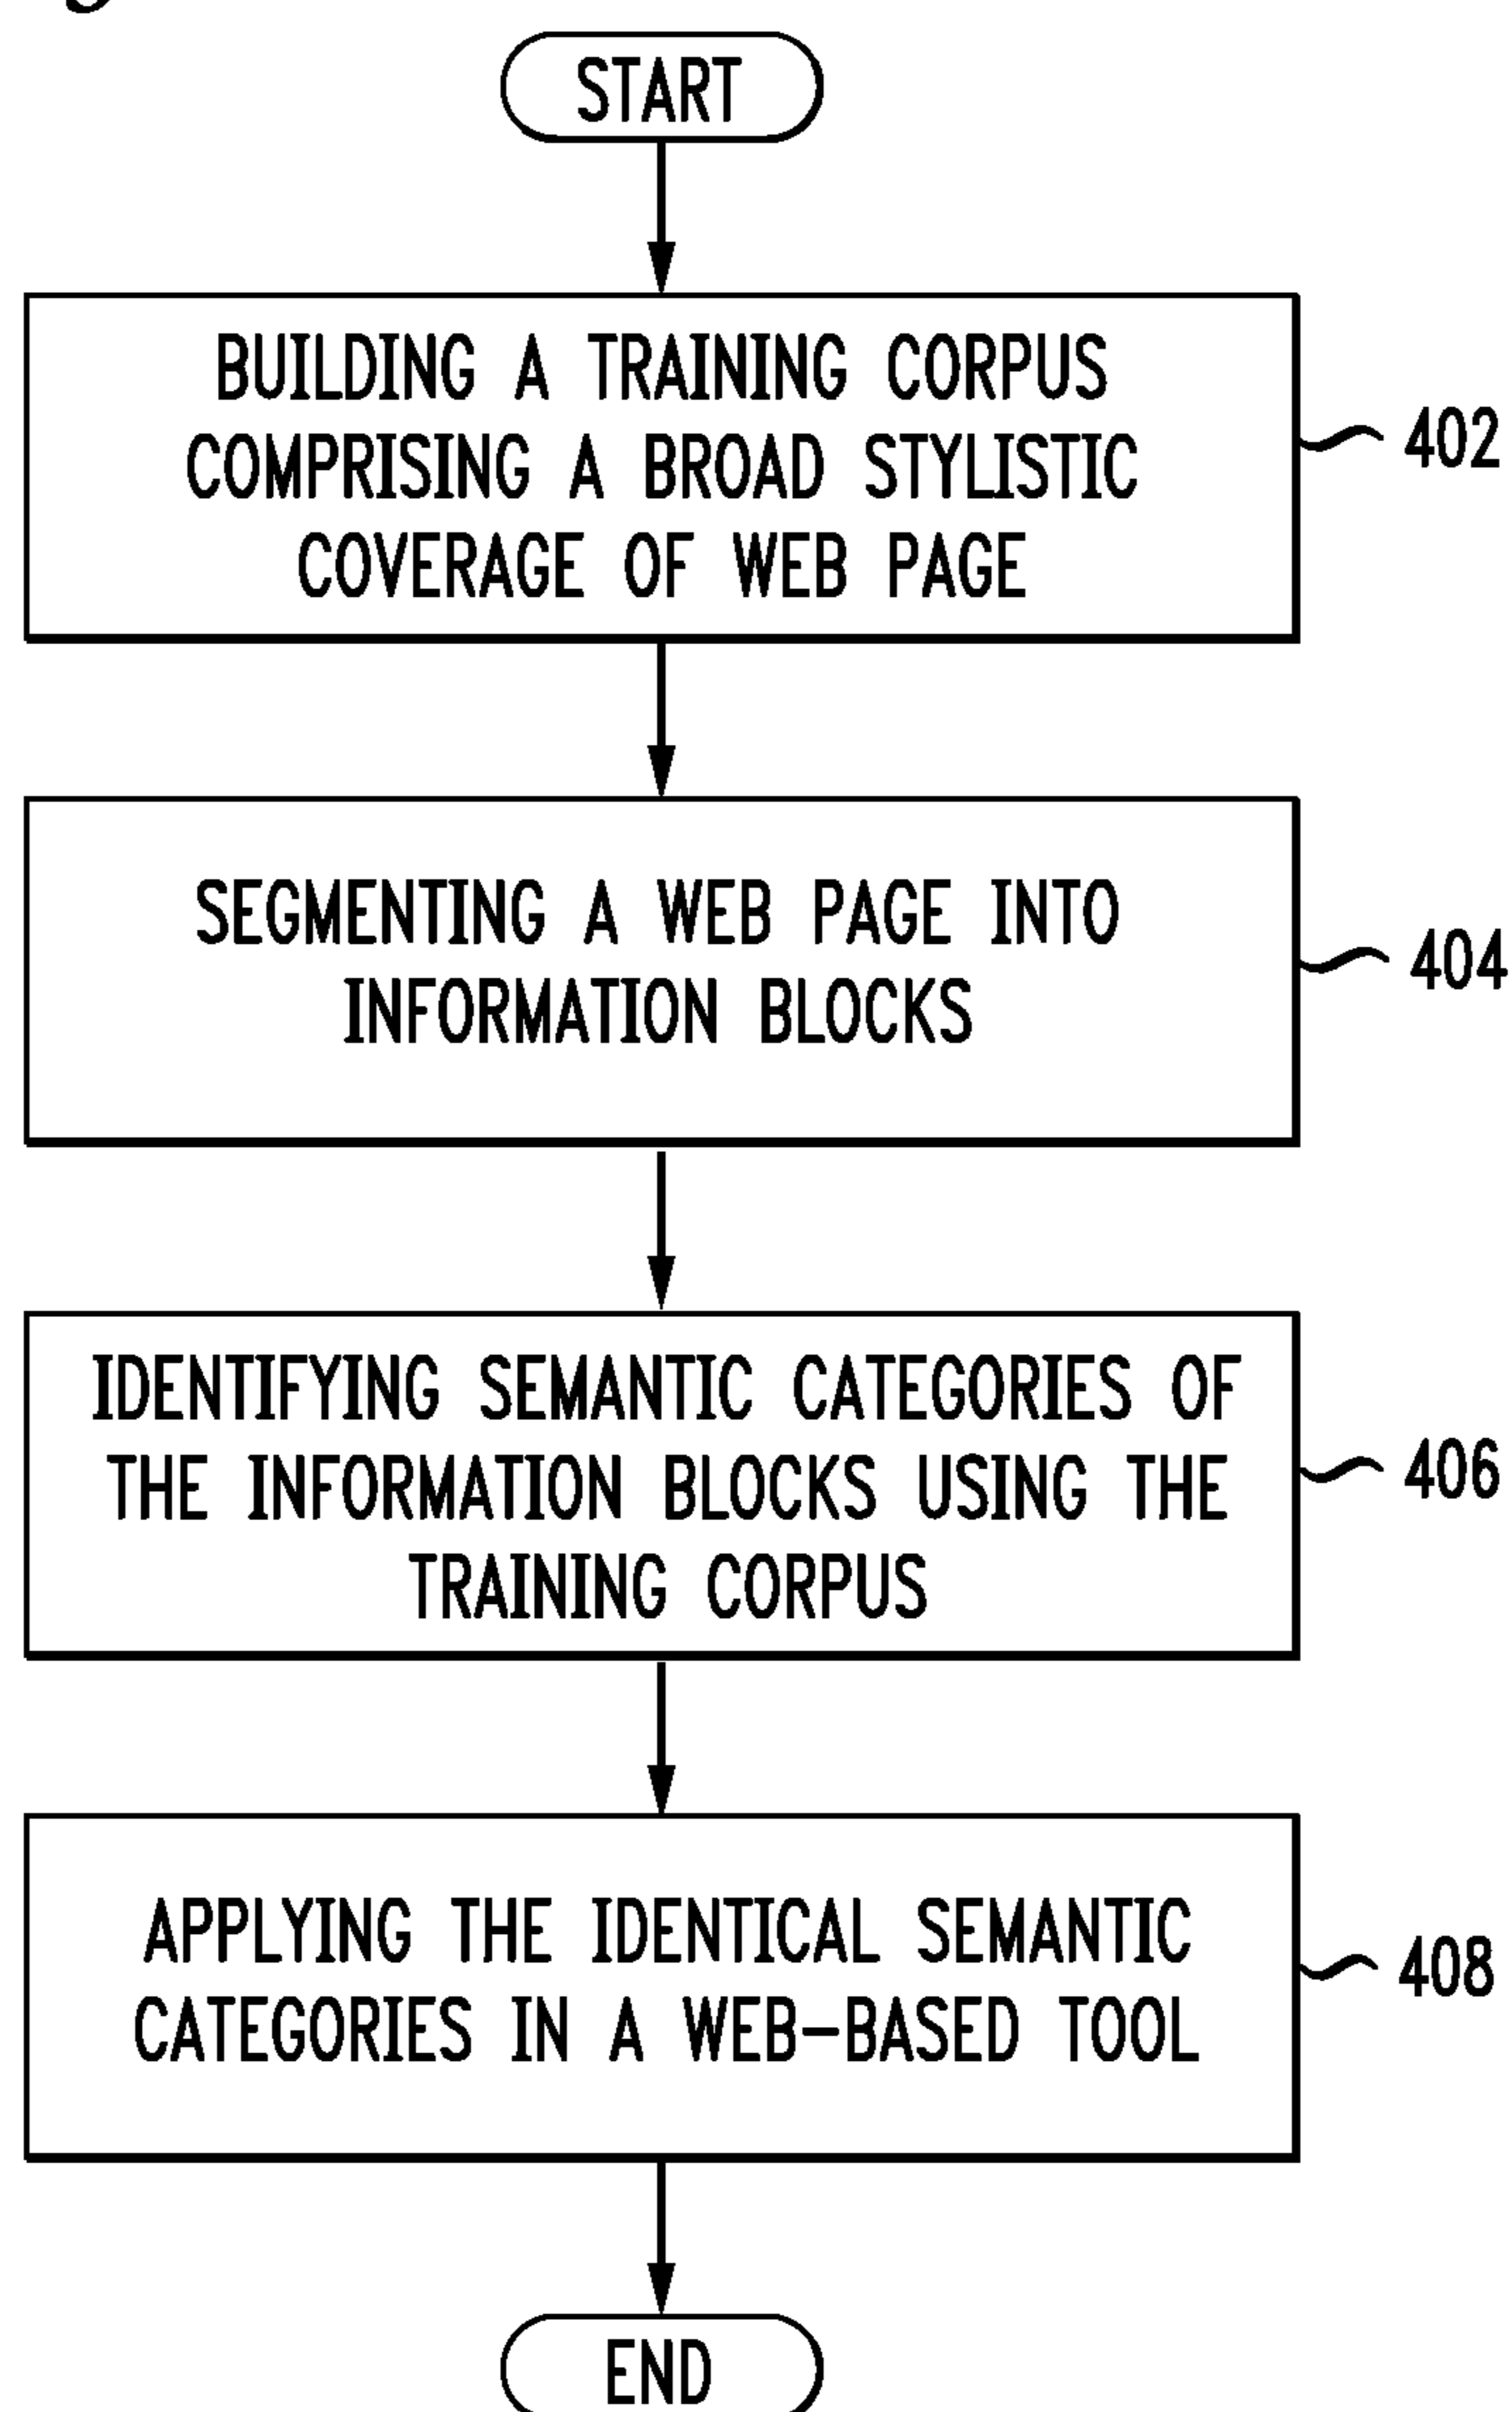 START
BUILDING A TRAINING CORPUS
COMPRISING A BROAD STYLISTIC
COVERAGE OF WEB PAGE
402
SEGMENTING A WEB PAGE INTO
INFORMATION BLOCKS
404
IDENTIFYING SEMANTIC CATEGORIES OF
THE INFORMATION BLOCKS USING THE
TRAINING CORPUS
406
APPLYING THE IDENTICAL SEMANTIC
CATEGORIES IN A WEB-BASED TOOL
408
END